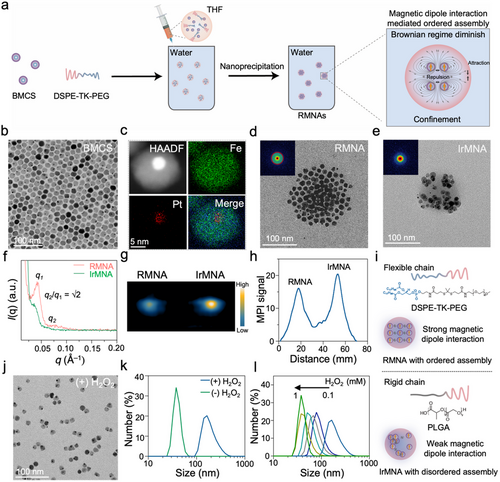 a
THF
Water
Water
Nanoprecipitation
BMCS
DSPE-TK-PEG
RMNAs
Magnetic dipole interaction
mediated ordered assembly
Brownian regime diminish
Attraction
Repulsion
Confinement
b
BMCS
100 nm
c
HAADF
Fe
Pt
Merge
5 nm
d
RMNA
100 nm
e
IrMNA
100 nm
f
RMNA
IrMNA
q1
q2/q1 = √2
q2
I(q) (a.u.)
0.05 0.10 0.15 0.20
q (Å-1)
g
RMNA
IrMNA
High
Low
h
MPI signal
20
15
10
5
0
RMNA
IrMNA
0 20 40 60 80
Distance (mm)
i
Flexible chain
DSPE-TK-PEG
Strong magnetic
dipole interaction
RMNA with ordered assembly
Rigid chain
PLGA
Weak magnetic
dipole interaction
IrMNA with disordered assembly
j
(+) H2O2
100 nm
k
Number (%)
50
40
30
20
10
0
(+) H2O2
(-) H2O2
10 100 1000
Size (nm)
l
Number (%)
50
40
30
20
10
0
H2O2 (mM)
1 0.1
10 100 1000
Size (nm)